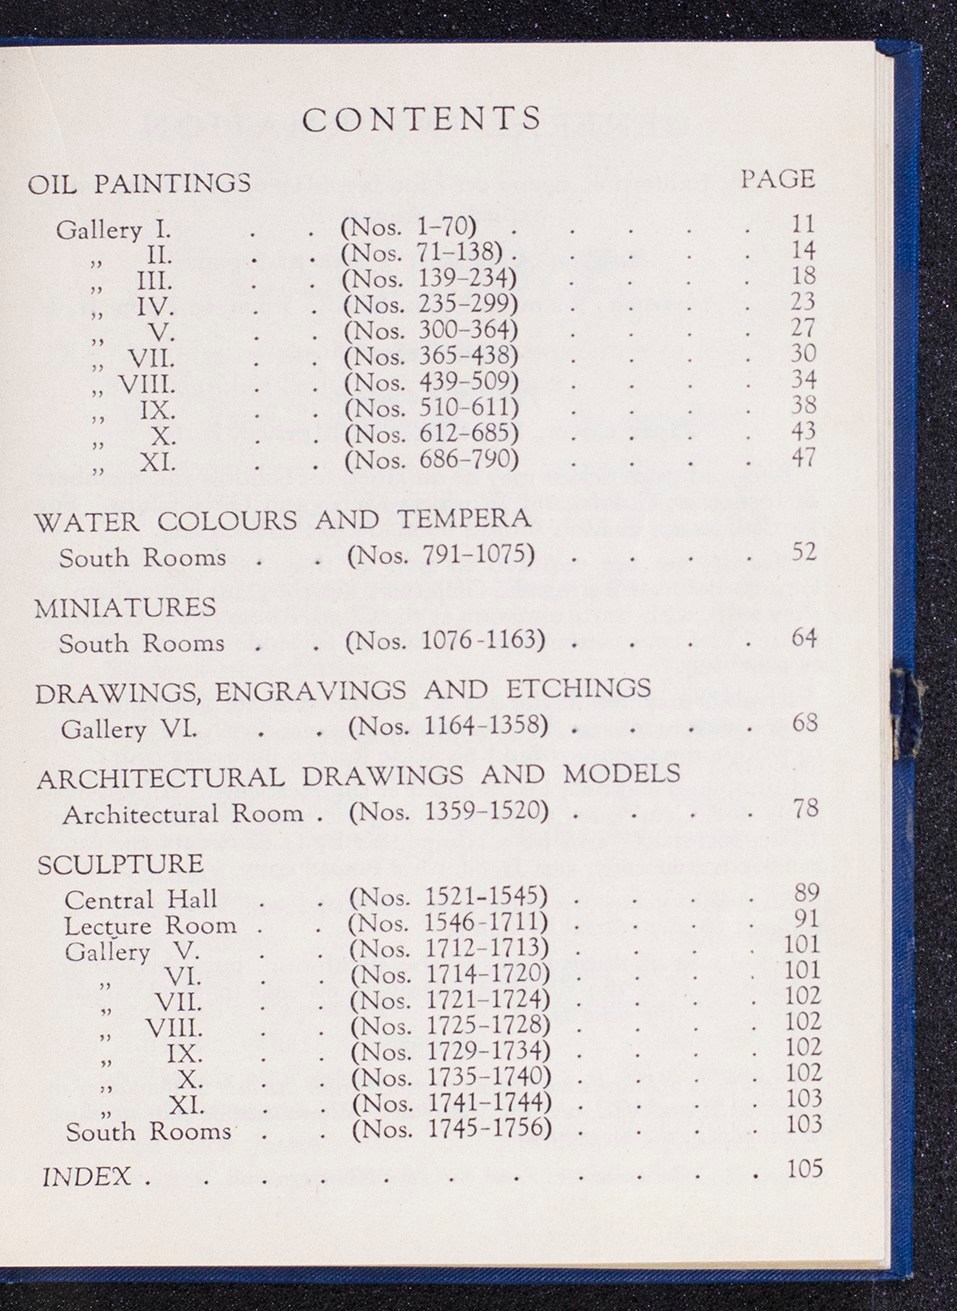 CONTENTS
OIL PAINTINGS PAGE
Gallery I. . . (Nos. 1–70) . . . . . 11
„ II. . . (Nos. 71–138) . . . . . 14
„ III. . . (Nos. 139–234) . . . . 18
„ IV. . . (Nos. 235–299) . . . . 23
„ V. . . (Nos. 300–364) . . . . 27
„ VII. . . (Nos. 365–438) . . . . 30
„ VIII. . . (Nos. 439–509) . . . . 34
„ IX. . . (Nos. 510–611) . . . . 38
„ X. . . (Nos. 612–685) . . . . 43
„ XI. . . (Nos. 686–790) . . . . 47
WATER COLOURS AND TEMPERA
South Rooms . . (Nos. 791–1075) . . . . 52
MINIATURES
South Rooms . . (Nos. 1076–1163) . . . . 64
DRAWINGS, ENGRAVINGS AND ETCHINGS
Gallery VI. . . (Nos. 1164–1358) . . . . 68
ARCHITECTURAL DRAWINGS AND MODELS
Architectural Room . (Nos. 1359–1520) . . . . 78
SCULPTURE
Central Hall . . (Nos. 1521–1545) . . . . 89
Lecture Room . . (Nos. 1546–1711) . . . . 91
Gallery V. . . (Nos. 1712–1713) . . . . 101
„ VI. . . (Nos. 1714–1720) . . . . 101
„ VII. . . (Nos. 1721–1724) . . . . 102
„ VIII. . . (Nos. 1725–1728) . . . . 102
„ IX. . . (Nos. 1729–1734) . . . . 102
„ X. . . (Nos. 1735–1740) . . . . 102
„ XI. . . (Nos. 1741–1744) . . . . 103
South Rooms . . (Nos. 1745–1756) . . . . 103
INDEX . . . . . . . . . . . 105